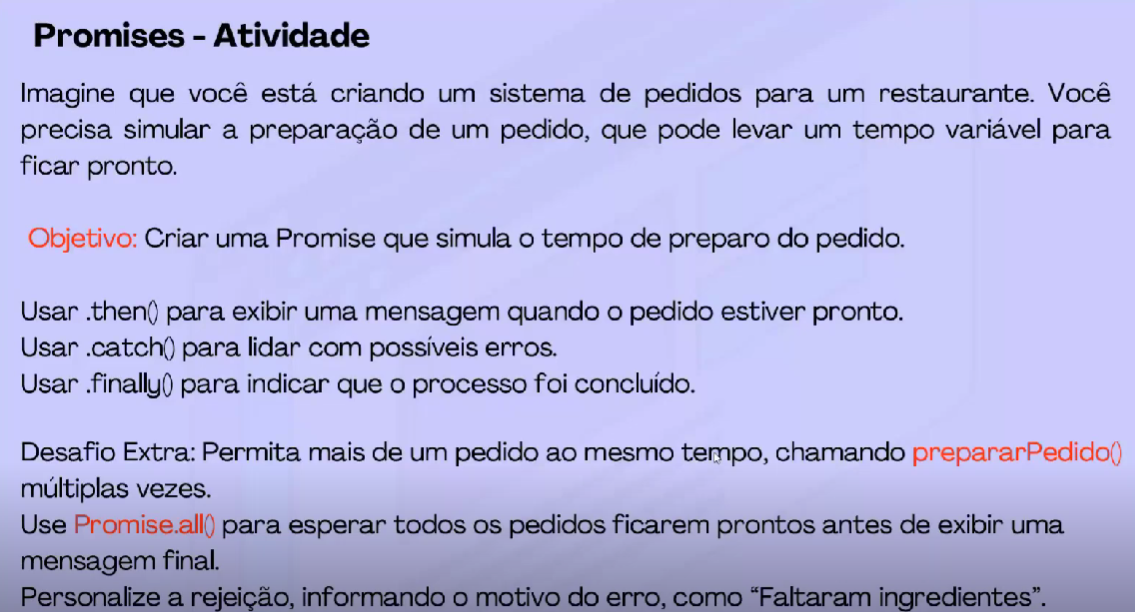 Promises - Atividade
Imagine que você está criando um sistema de pedidos para um restaurante. Você
precisa simular a preparação de um pedido, que pode levar um tempo variável para
ficar pronto.
Objetivo: Criar uma Promise que simula o tempo de preparo do pedido.
Usar .then() para exibir uma mensagem quando o pedido estiver pronto.
Usar .catch() para lidar com possíveis erros.
Usar .finally() para indicar que o processo foi concluído.
Desafio Extra: Permita mais de um pedido ao mesmo tempo, chamando prepararPedido()
múltiplas vezes.
Use Promise.all() para esperar todos os pedidos ficarem prontos antes de exibir uma
mensagem final.
Personalize a rejeição, informando o motivo do erro, como “Faltaram ingredientes”.